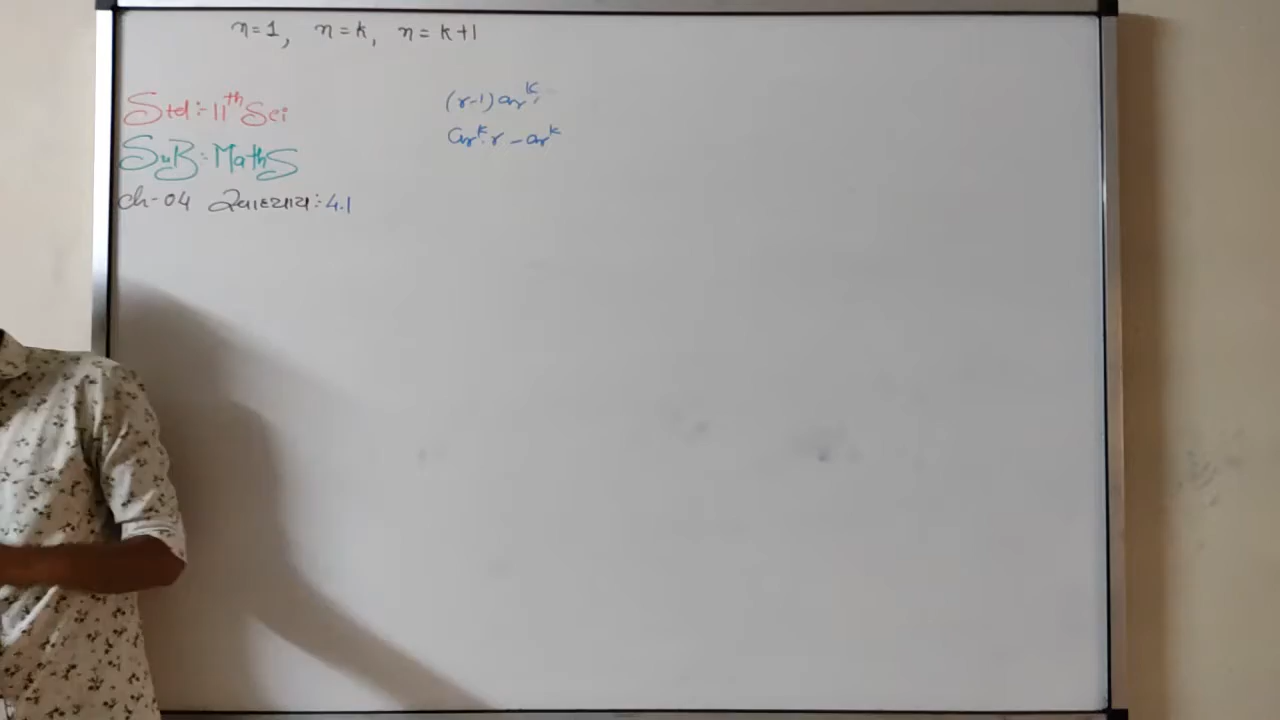 n=1, n=k, n=k+1
Std:-11th Sci
SuB:-MathS
ch-04 સ્વાધ્યાય:-4.1
(r-1)ar^k
ar^k.r - ar^k